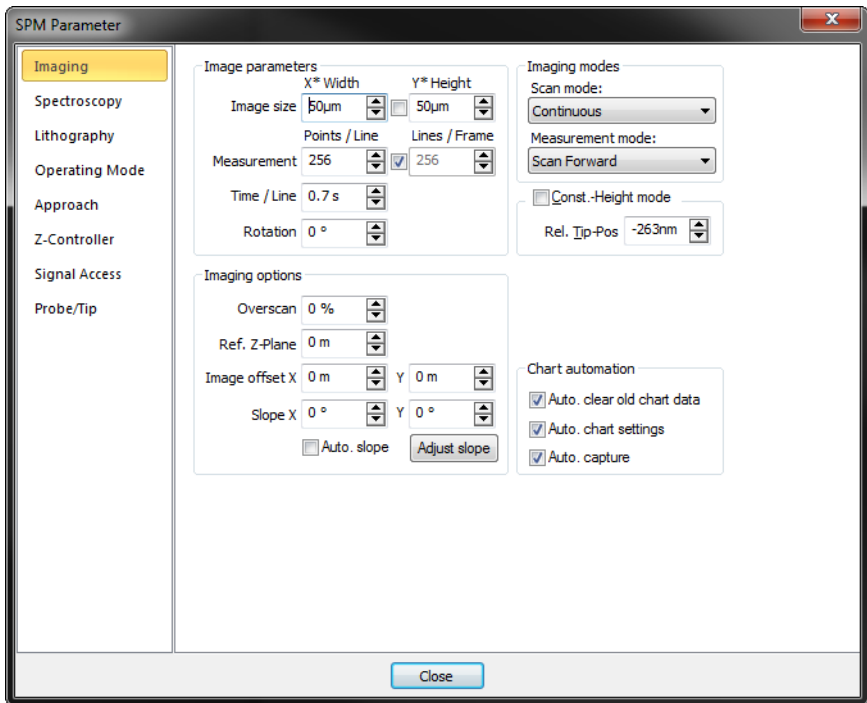 SPM Parameter
x
Imaging
Spectroscopy
Lithography
Operating Mode
Approach
Z-Controller
Signal Access
Probe/Tip
Image parameters
X* Width Y* Height
Image size 50µm 50µm
Points / Line Lines / Frame
Measurement 256 256
Time / Line 0.7 s
Rotation 0 °
Imaging options
Overscan 0 %
Ref. Z-Plane 0 m
Image offset X 0 m Y 0 m
Slope X 0 ° Y 0 °
Auto. slope Adjust slope
Imaging modes
Scan mode:
Continuous
Measurement mode:
Scan Forward
Const.-Height mode
Rel. Tip-Pos -263nm
Chart automation
Auto. clear old chart data
Auto. chart settings
Auto. capture
Close